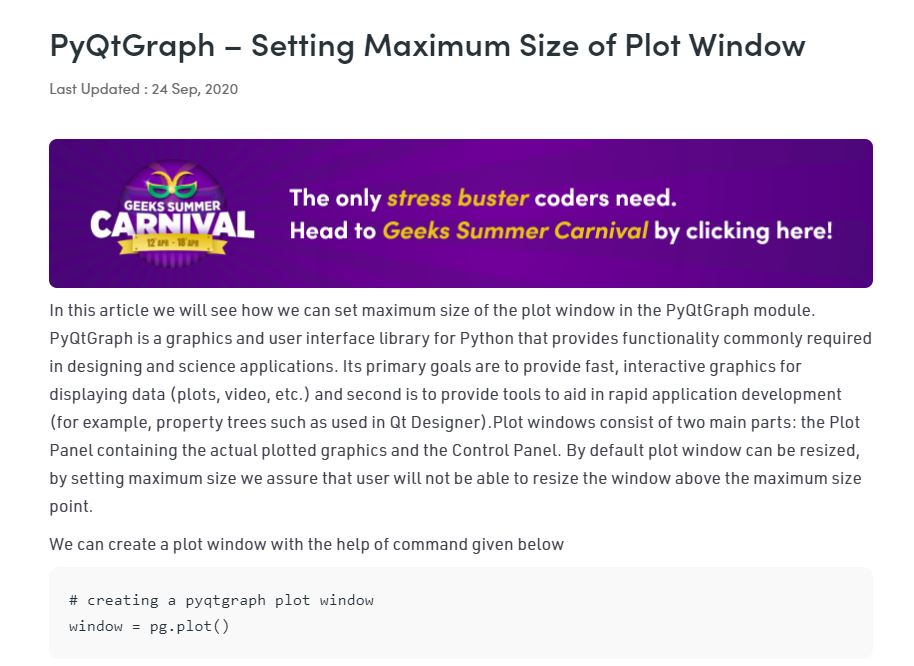 PyQtGraph – Setting Maximum Size of Plot Window
Last Updated : 24 Sep, 2020
GEEKS SUMMER
CARNIVAL
12 APR - 18 APR
The only stress buster coders need.
Head to Geeks Summer Carnival by clicking here!
In this article we will see how we can set maximum size of the plot window in the PyQtGraph module.
PyQtGraph is a graphics and user interface library for Python that provides functionality commonly required
in designing and science applications. Its primary goals are to provide fast, interactive graphics for
displaying data (plots, video, etc.) and second is to provide tools to aid in rapid application development
(for example, property trees such as used in Qt Designer).Plot windows consist of two main parts: the Plot
Panel containing the actual plotted graphics and the Control Panel. By default plot window can be resized,
by setting maximum size we assure that user will not be able to resize the window above the maximum size
point.
We can create a plot window with the help of command given below
# creating a pyqtgraph plot window
window = pg.plot()